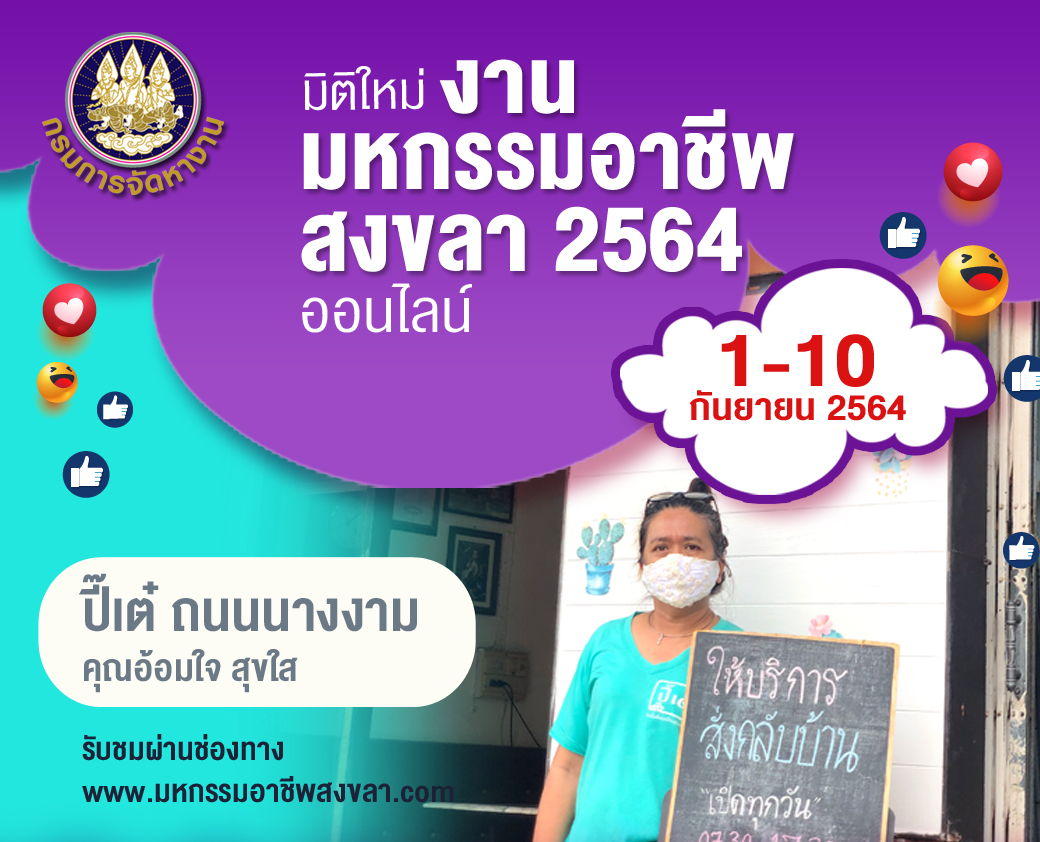 กรมการจัดหางาน
มิติใหม่ งาน
มหกรรมอาชีพ
สงขลา 2564
ออนไลน์
1-10
กันยายน 2564
ปี๊เต๋ ถนนนางงาม
คุณอ้อมใจ สุขใส
รับชมผ่านช่องทาง
www.มหกรรมอาชีพสงขลา.com
ให้บริการ
สั่งกลับบ้าน
"เปิดทุกวัน"